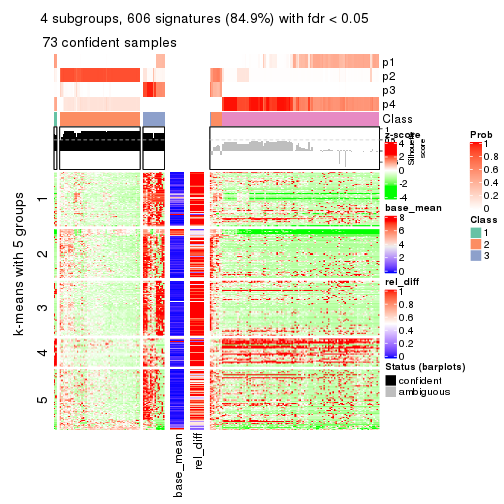 4 subgroups, 606 signatures (84.9%) with fdr < 0.05
73 confident samples
p1
p2
p3
p4
Class
1
Silhouette
score
z-score
4
2
0
-2
-4
base_mean
8
6
4
2
0
rel_diff
1
0.8
0.6
0.4
0.2
0
Status (barplots)
confident
ambiguous
Prob
1
0.8
0.6
0.4
0.2
0
Class
1
2
3
k-means with 5 groups
1
2
3
4
5
base_mean
rel_diff